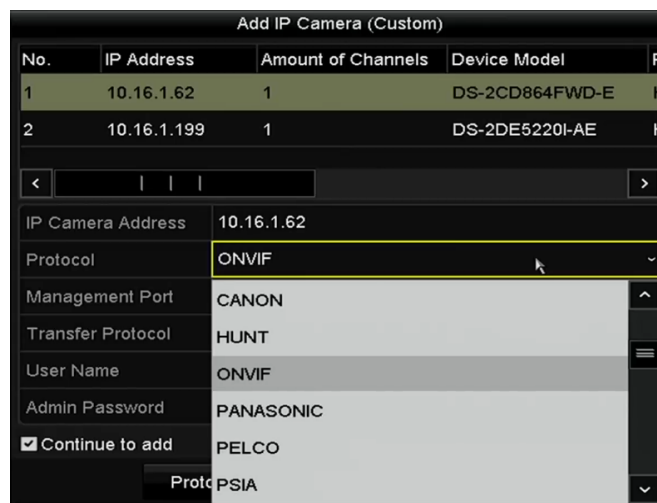 Add IP Camera (Custom)
No. IP Address Amount of Channels Device Model
1 10.16.1.62 1 DS-2CD864FWD-E
2 10.16.1.199 1 DS-2DE5220I-AE
IP Camera Address 10.16.1.62
Protocol ONVIF
Management Port CANON
Transfer Protocol HUNT
User Name ONVIF
Admin Password PANASONIC
Continue to add PELCO
PSIA